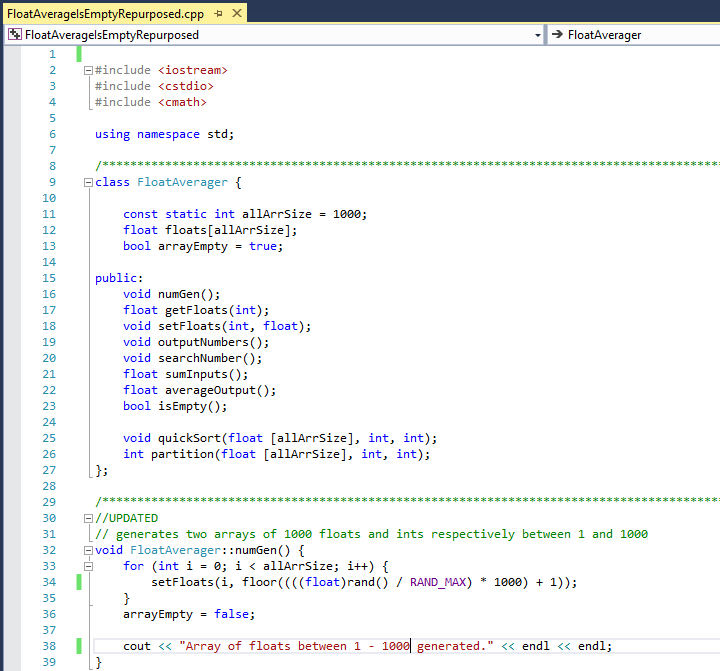 FloatAverageIsEmptyRepurposed.cpp
FloatAverageIsEmptyRepurposed FloatAverager
1
2 #include <iostream>
3 #include <cstdio>
4 #include <cmath>
5
6 using namespace std;
7
8 /****************************************************************************************
9 class FloatAverager {
10
11 const static int allArrSize = 1000;
12 float floats[allArrSize];
13 bool arrayEmpty = true;
14
15 public:
16 void numGen();
17 float getFloats(int);
18 void setFloats(int, float);
19 void outputNumbers();
20 void searchNumber();
21 float sumInputs();
22 float averageOutput();
23 bool isEmpty();
24
25 void quickSort(float [allArrSize], int, int);
26 int partition(float [allArrSize], int, int);
27 };
28
29 /****************************************************************************************
30 //UPDATED
31 // generates two arrays of 1000 floats and ints respectively between 1 and 1000
32 void FloatAverager::numGen() {
33 for (int i = 0; i < allArrSize; i++) {
34 setFloats(i, floor((((float)rand() / RAND_MAX) * 1000) + 1));
35 }
36 arrayEmpty = false;
37
38 cout << "Array of floats between 1 - 1000 generated." << endl << endl;
39 }